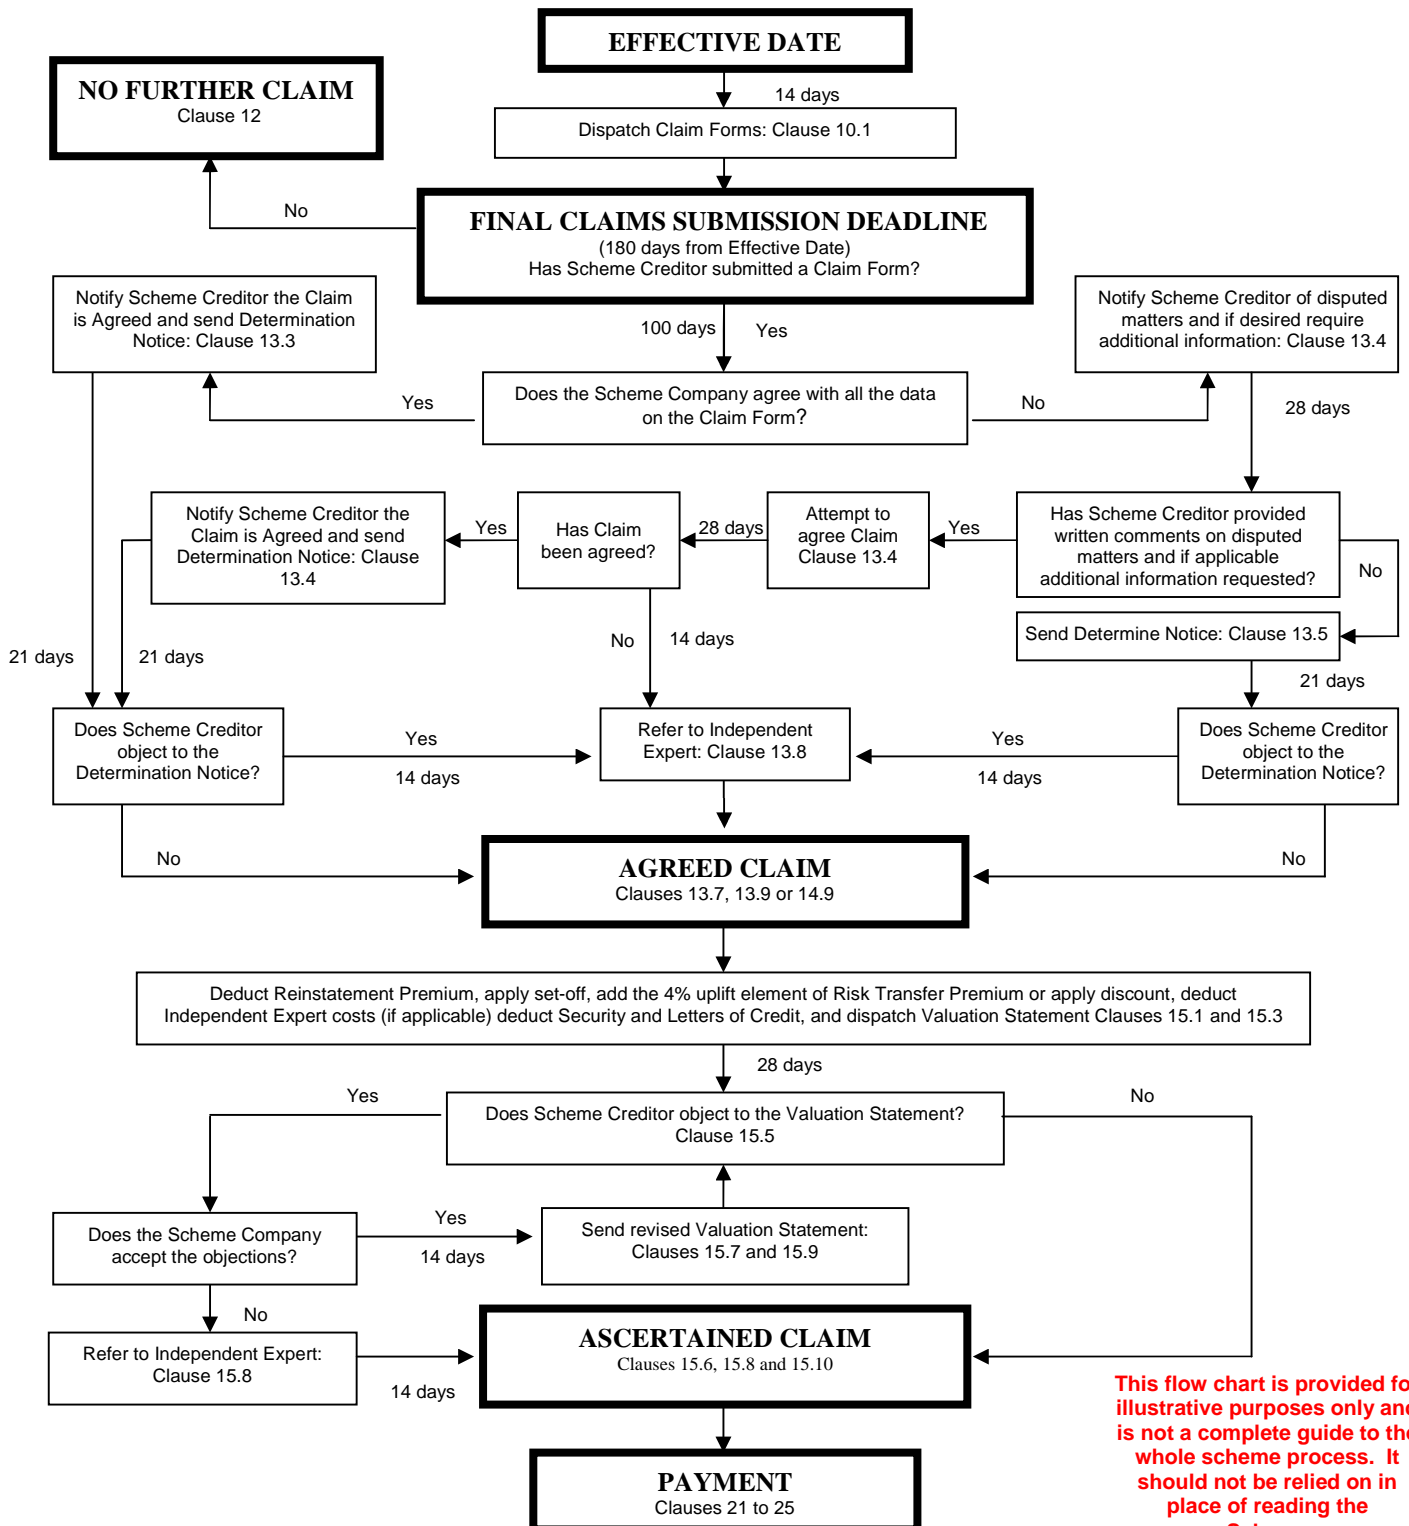 EFFECTIVE DATE
NO FURTHER CLAIM
Clause 12
14 days
Dispatch Claim Forms: Clause 10.1
No
FINAL CLAIMS SUBMISSION DEADLINE
(180 days from Effective Date)
Has Scheme Creditor submitted a Claim Form?
Notify Scheme Creditor the Claim
is Agreed and send Determination
Notice: Clause 13.3
Notify Scheme Creditor of disputed
matters and if desired require
additional information: Clause 13.4
100 days
Yes
Does the Scheme Company agree with all the data
on the Claim Form?
Yes
No
28 days
Notify Scheme Creditor the
Claim is Agreed and send
Determination Notice: Clause
13.4
Yes
Has Claim
been agreed?
28 days
Attempt to
agree Claim
Clause 13.4
Yes
Has Scheme Creditor provided
written comments on disputed
matters and if applicable
additional information requested?
No
Send Determine Notice: Clause 13.5
No
14 days
21 days
21 days
21 days
Does Scheme Creditor
object to the
Determination Notice?
Yes
14 days
Refer to Independent
Expert: Clause 13.8
Yes
14 days
Does Scheme Creditor
object to the
Determination Notice?
No
AGREED CLAIM
Clauses 13.7, 13.9 or 14.9
No
Deduct Reinstatement Premium, apply set-off, add the 4% uplift element of Risk Transfer Premium or apply discount, deduct
Independent Expert costs (if applicable) deduct Security and Letters of Credit, and dispatch Valuation Statement Clauses 15.1 and 15.3
28 days
Yes
Does Scheme Creditor object to the Valuation Statement?
Clause 15.5
No
Does the Scheme Company
accept the objections?
Yes
14 days
Send revised Valuation Statement:
Clauses 15.7 and 15.9
No
Refer to Independent Expert:
Clause 15.8
14 days
ASCERTAINED CLAIM
Clauses 15.6, 15.8 and 15.10
PAYMENT
Clauses 21 to 25
This flow chart is provided fo
illustrative purposes only and
is not a complete guide to the
whole scheme process. It
should not be relied on in
place of reading the